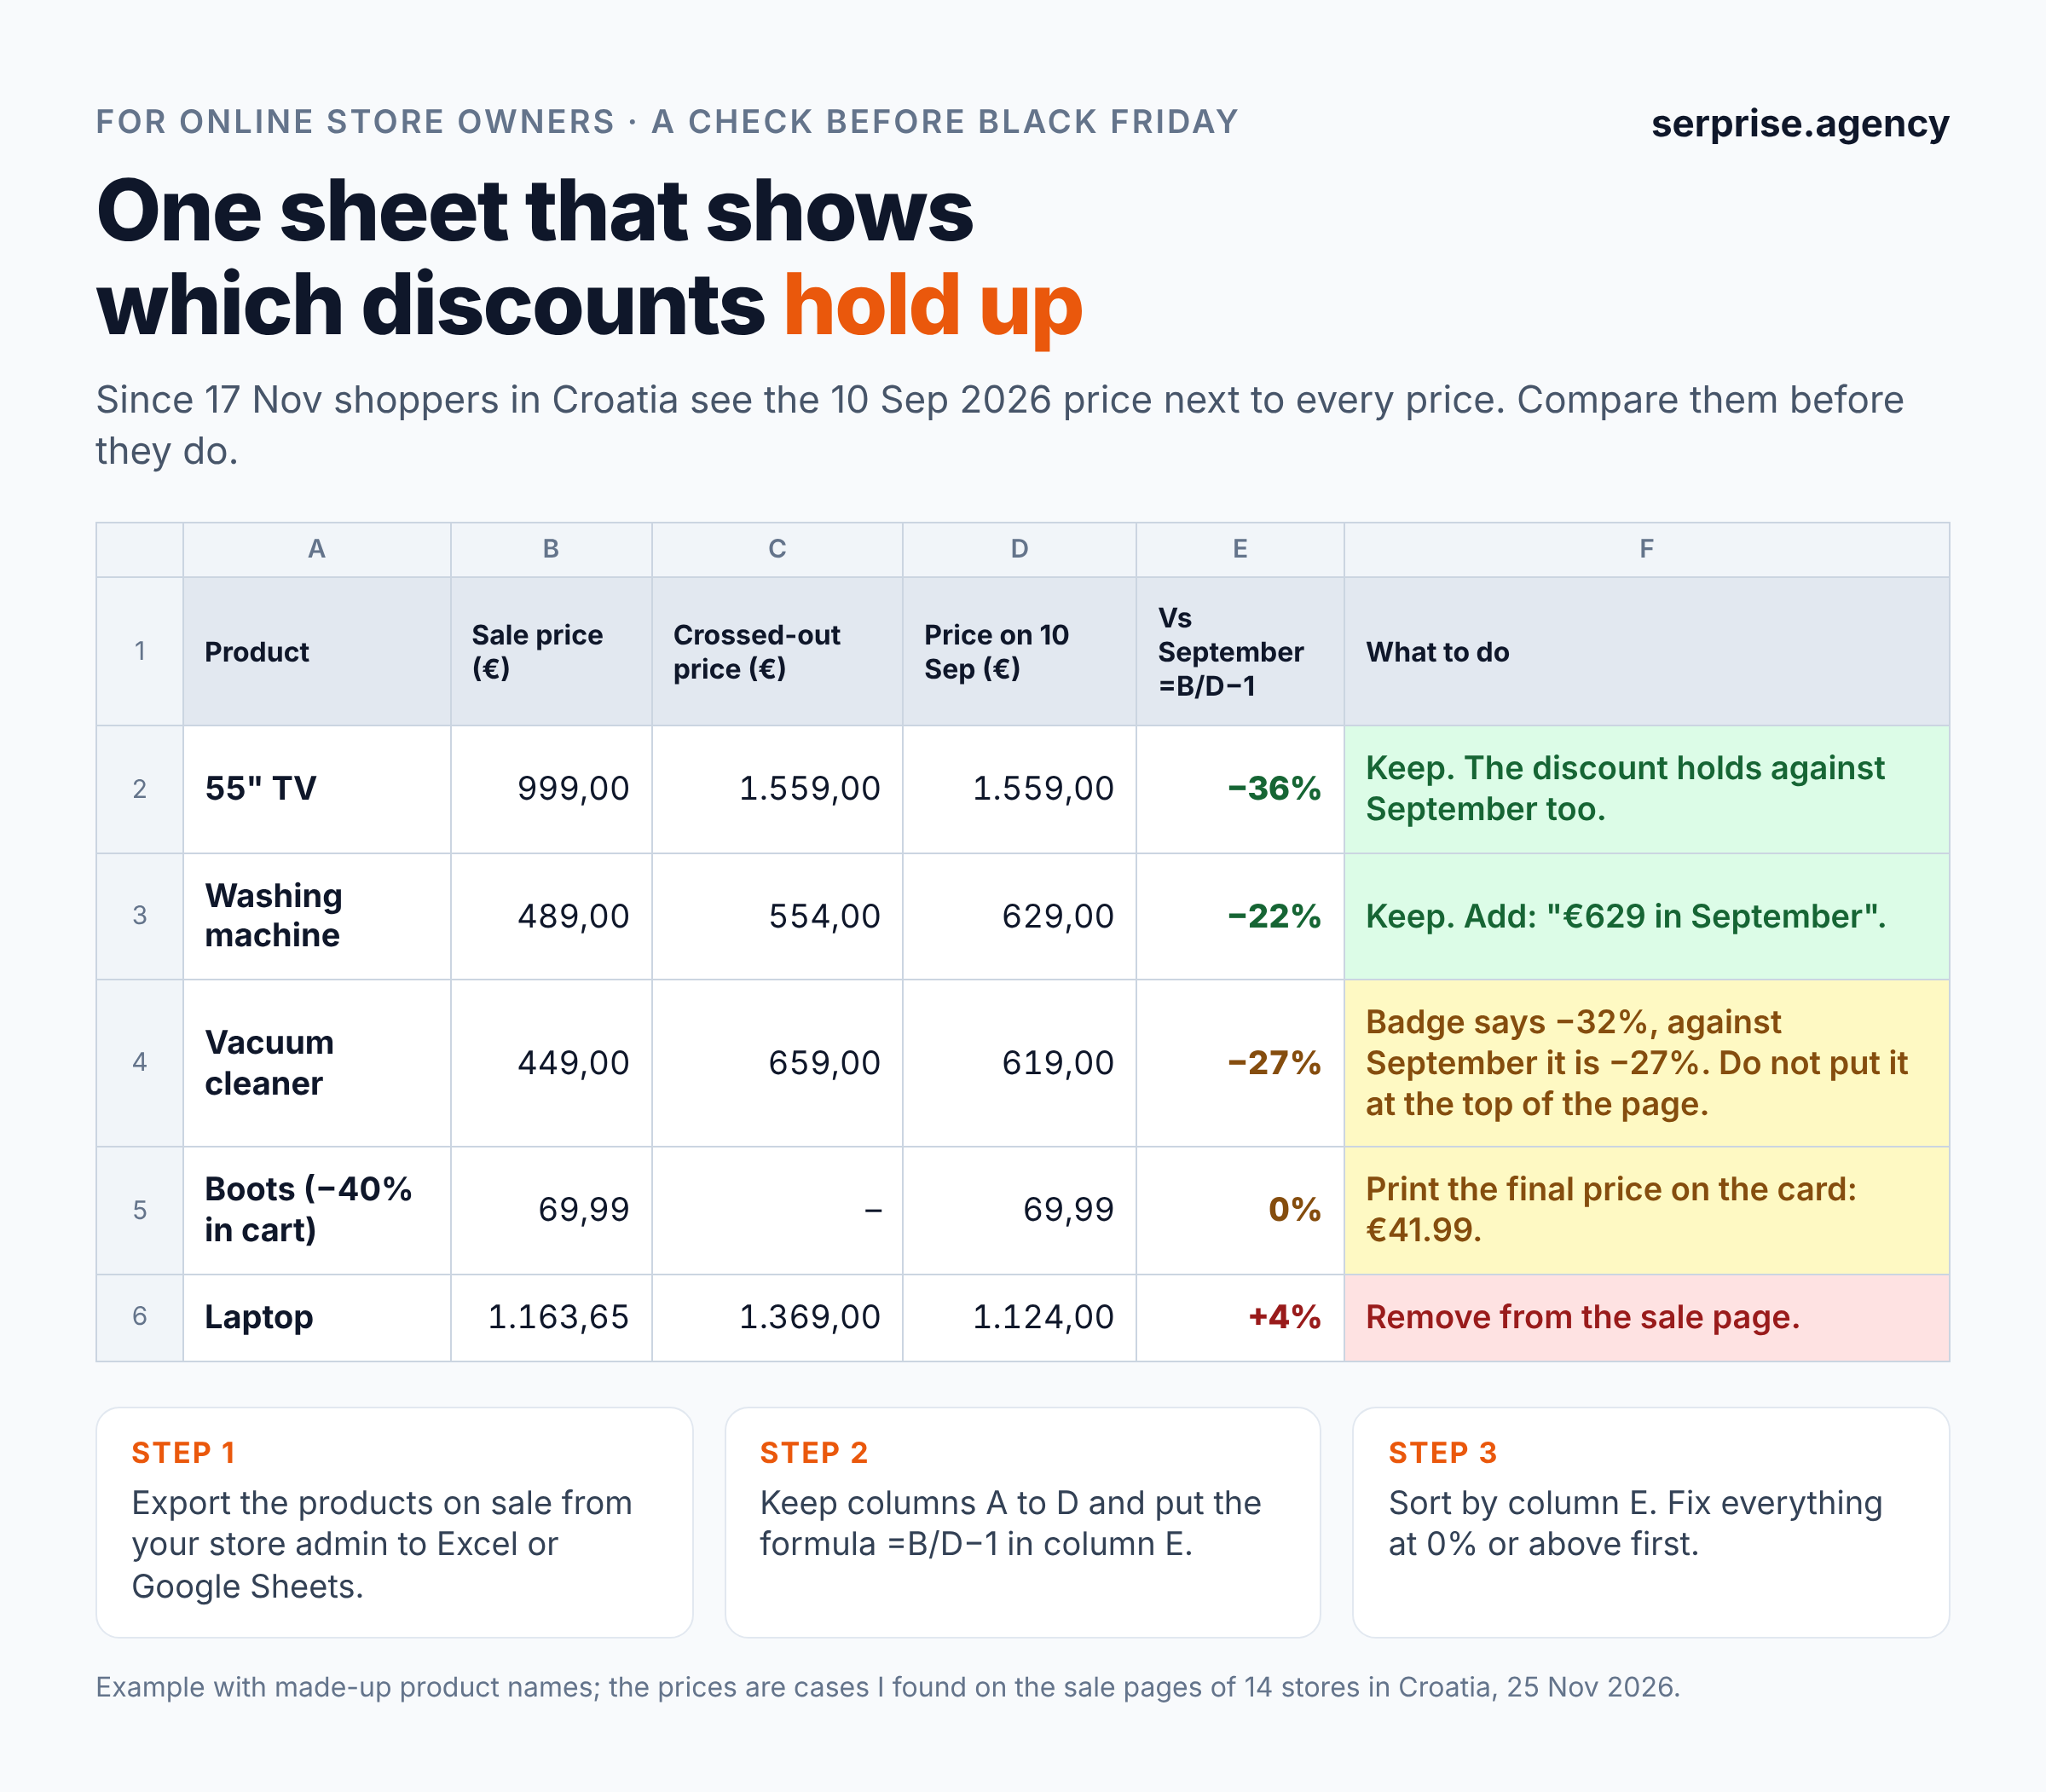 FOR ONLINE STORE OWNERS · A CHECK BEFORE BLACK FRIDAY
serprise.agency
One sheet that shows
which discounts hold up
Since 17 Nov shoppers in Croatia see the 10 Sep 2026 price next to every price. Compare them before
they do.
A B C D E F
1 Product Sale price (€) Crossed-out price (€) Price on 10 Sep (€) Vs September =B/D−1 What to do
2 55" TV 999,00 1.559,00 1.559,00 −36% Keep. The discount holds against September too.
3 Washing machine 489,00 554,00 629,00 −22% Keep. Add: "€629 in September".
4 Vacuum cleaner 449,00 659,00 619,00 −27% Badge says −32%, against September it is −27%. Do not put it at the top of the page.
5 Boots (−40% in cart) 69,99 – 69,99 0% Print the final price on the card: €41.99.
6 Laptop 1.163,65 1.369,00 1.124,00 +4% Remove from the sale page.
STEP 1
Export the products on sale from
your store admin to Excel or
Google Sheets.
STEP 2
Keep columns A to D and put the
formula =B/D−1 in column E.
STEP 3
Sort by column E. Fix everything
at 0% or above first.
Example with made-up product names; the prices are cases I found on the sale pages of 14 stores in Croatia, 25 Nov 2026.